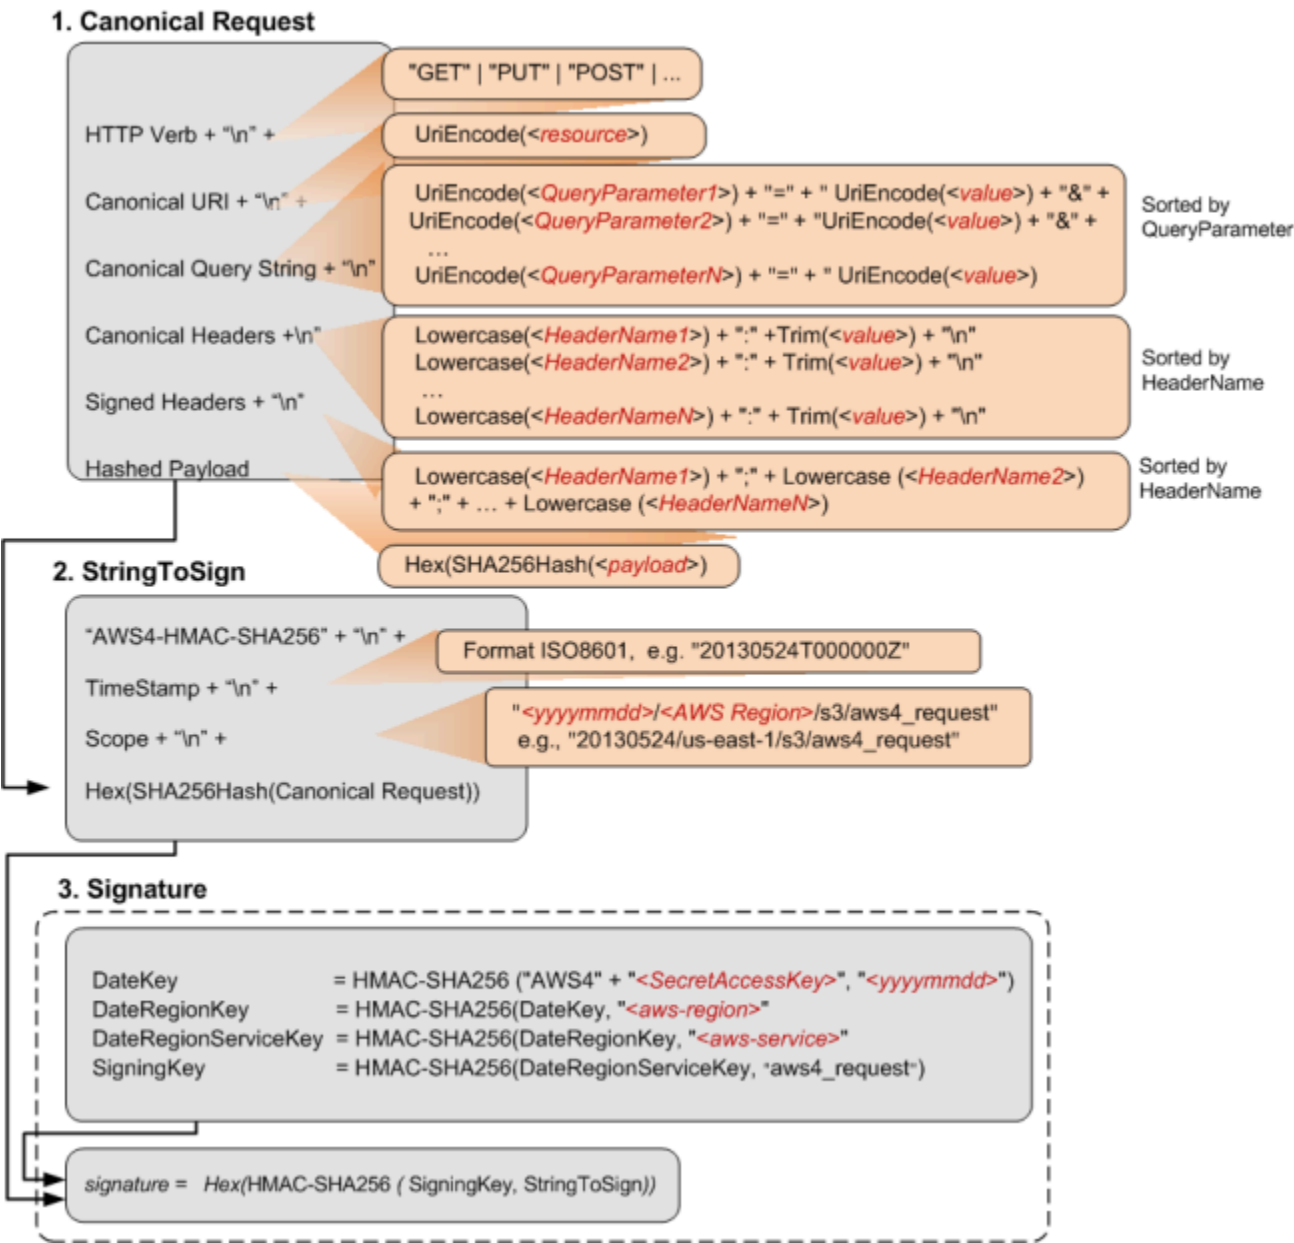 1. Canonical Request
"GET" | "PUT" | "POST" | ...
HTTP Verb + “\n” +
UriEncode(<resource>)
Canonical URI + “\n” +
UriEncode(<QueryParameter1>) + "=" + " UriEncode(<value>) + "&" +
UriEncode(<QueryParameter2>) + "=" + "UriEncode(<value>) + "&" +
...
UriEncode(<QueryParameterN>) + "=" + " UriEncode(<value>)
Sorted by
QueryParameter
Canonical Query String + “\n”
Canonical Headers +\n”
Lowercase(<HeaderName1>) + ":" +Trim(<value>) + "\n"
Lowercase(<HeaderName2>) + ":" + Trim(<value>) + "\n"
...
Lowercase(<HeaderNameN>) + ":" + Trim(<value>) + "\n"
Sorted by
HeaderName
Signed Headers + “\n”
Lowercase(<HeaderName1>) + ";" + Lowercase (<HeaderName2>)
+ ";" + ... + Lowercase (<HeaderNameN>)
Sorted by
HeaderName
Hashed Payload
Hex(SHA256Hash(<payload>)
2. StringToSign
“AWS4-HMAC-SHA256” + “\n” +
Format ISO8601, e.g. "20130524T000000Z"
TimeStamp + “\n” +
"<yyyymmdd>/<AWS Region>/s3/aws4_request"
e.g., "20130524/us-east-1/s3/aws4_request"
Scope + “\n” +
Hex(SHA256Hash(Canonical Request))
3. Signature
DateKey = HMAC-SHA256 ("AWS4" + "<SecretAccessKey>", "<yyyymmdd>")
DateRegionKey = HMAC-SHA256(DateKey, "<aws-region>"
DateRegionServiceKey = HMAC-SHA256(DateRegionKey, "<aws-service>"
SigningKey = HMAC-SHA256(DateRegionServiceKey, "aws4_request")
signature = Hex(HMAC-SHA256 ( SigningKey, StringToSign))